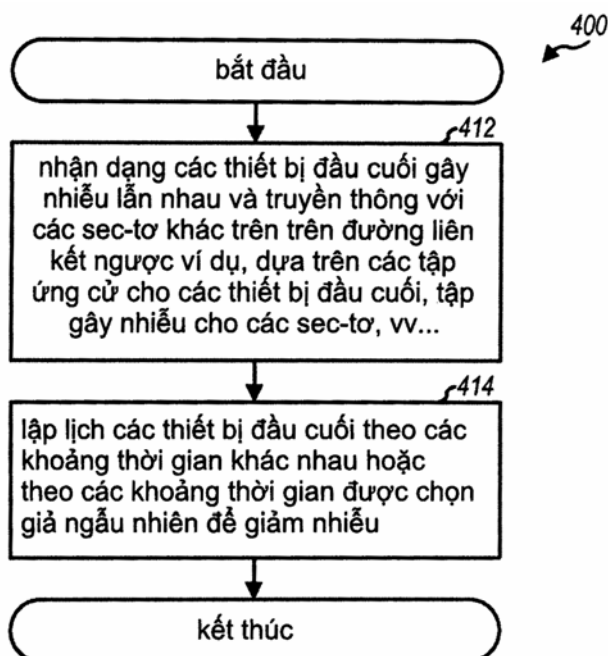 400
bắt đầu
412
nhận dạng các thiết bị đầu cuối gây
nhiễu lẫn nhau và truyền thông với
các sec-tơ khác trên trên đường liên
kết ngược ví dụ, dựa trên các tập
ứng cử cho các thiết bị đầu cuối, tập
gây nhiễu cho các sec-tơ, vv...
414
lập lịch các thiết bị đầu cuối theo các
khoảng thời gian khác nhau hoặc
theo các khoảng thời gian được chọn
giả ngẫu nhiên để giảm nhiễu
kết thúc